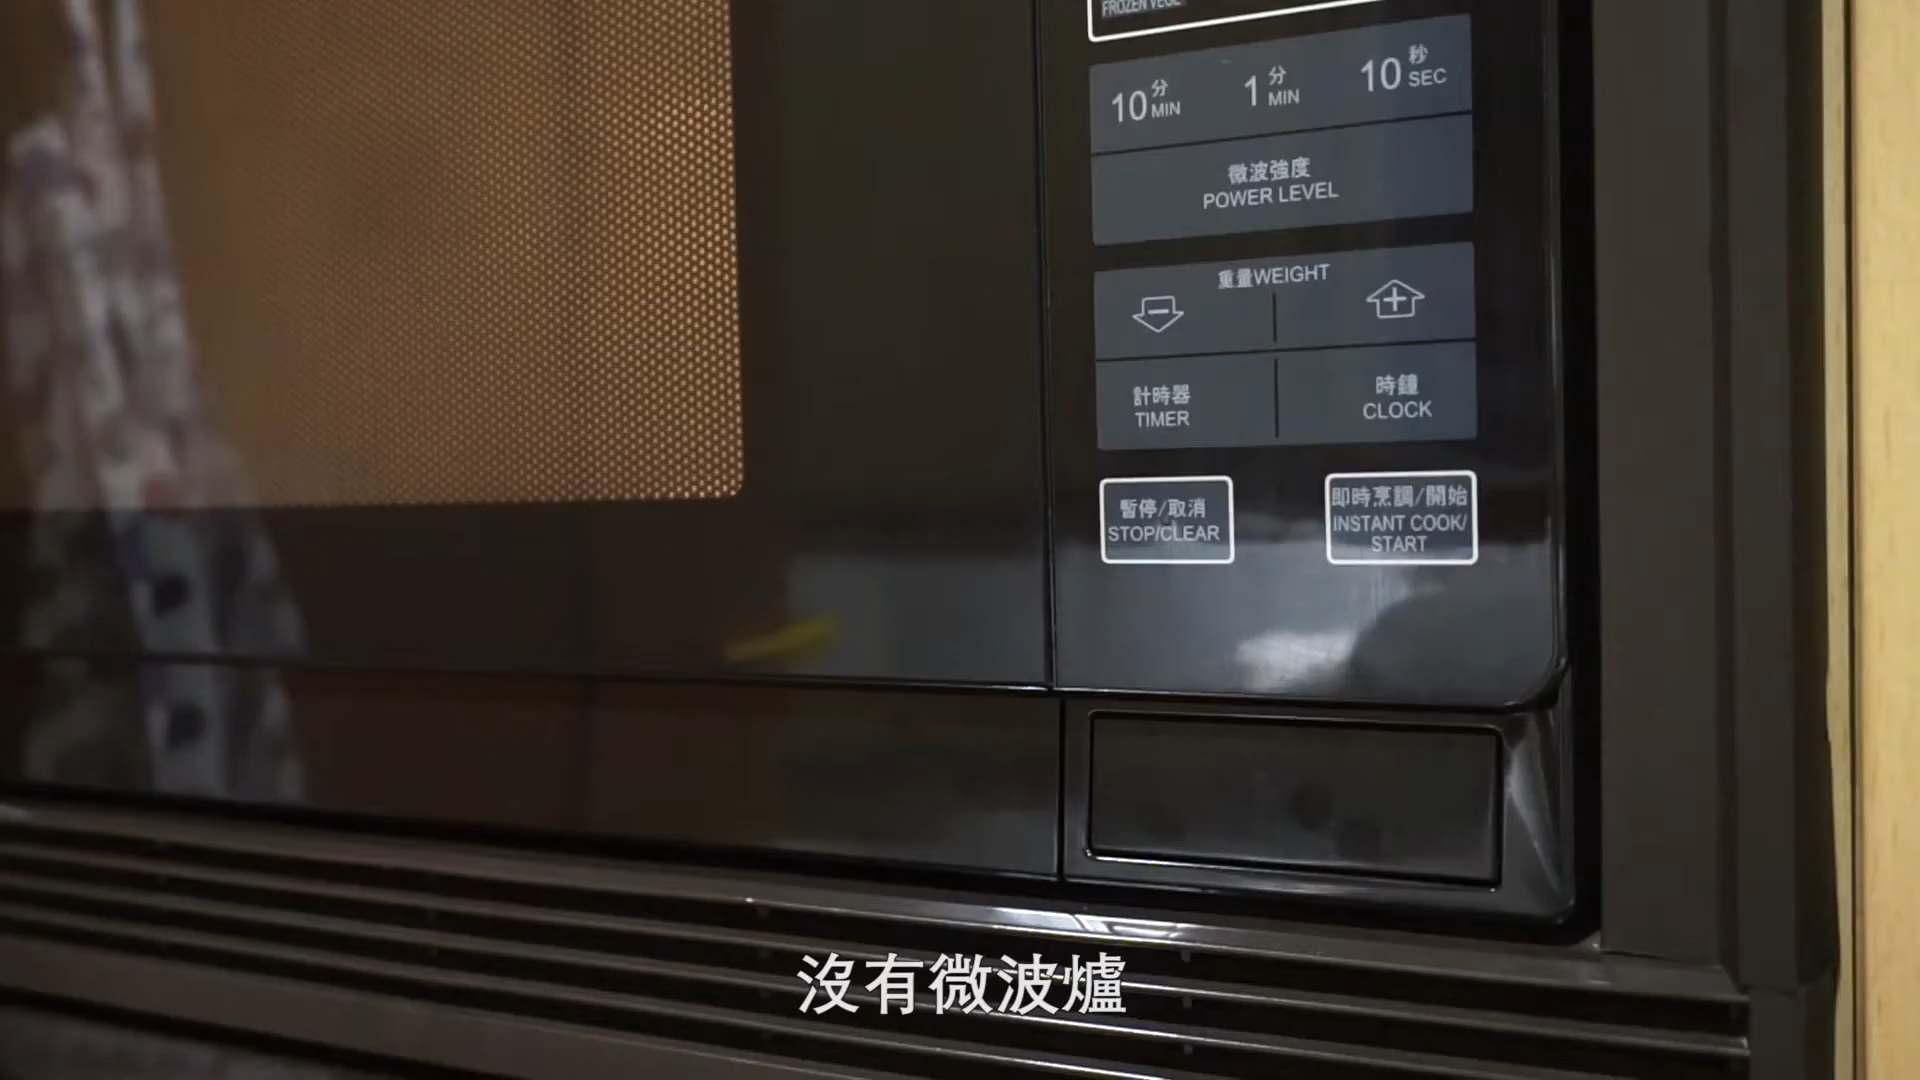 FROZEN VEGE
10 分 MIN
1 分 MIN
10 秒 SEC
微波強度
POWER LEVEL
重量WEIGHT
計時器
TIMER
時鐘
CLOCK
暫停/取消
STOP/CLEAR
即時烹調/開始
INSTANT COOK/
START
沒有微波爐